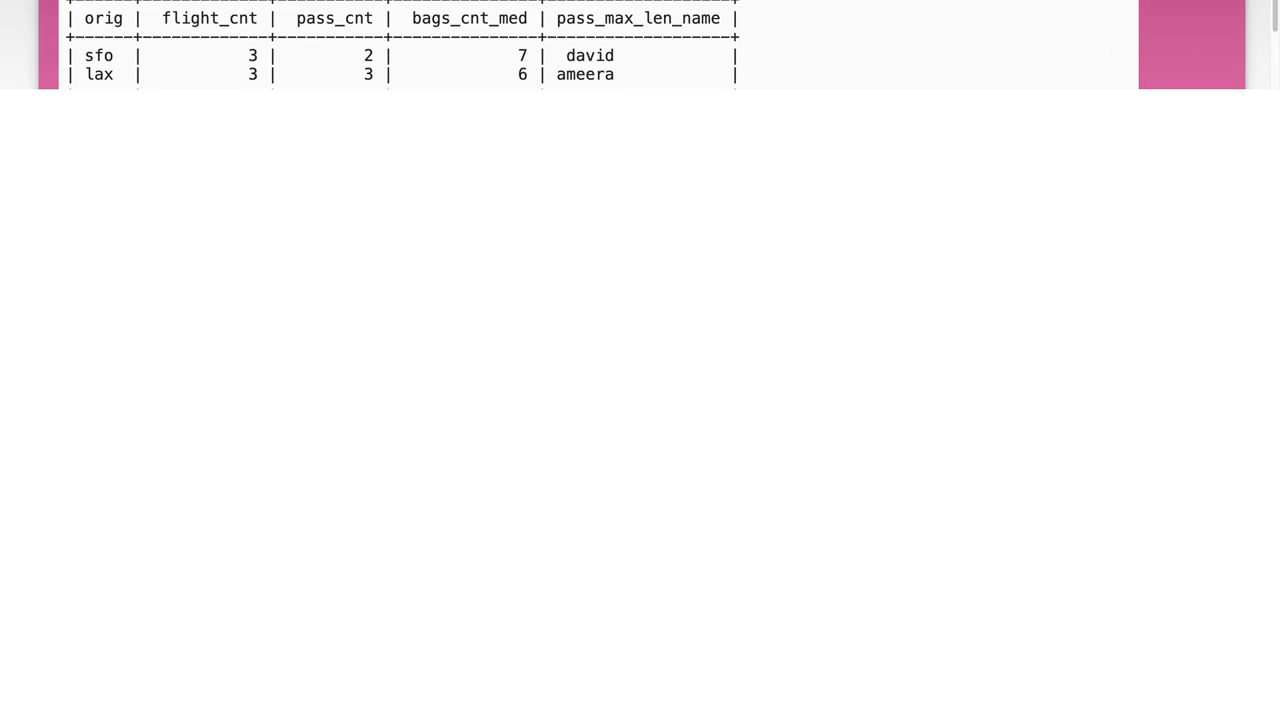 +------+-------------+-----------+---------------+-------------------+
| orig | flight_cnt | pass_cnt | bags_cnt_med | pass_max_len_name |
+------+-------------+-----------+---------------+-------------------+
| sfo | 3 | 2 | 7 | david |
| lax | 3 | 3 | 6 | ameera |